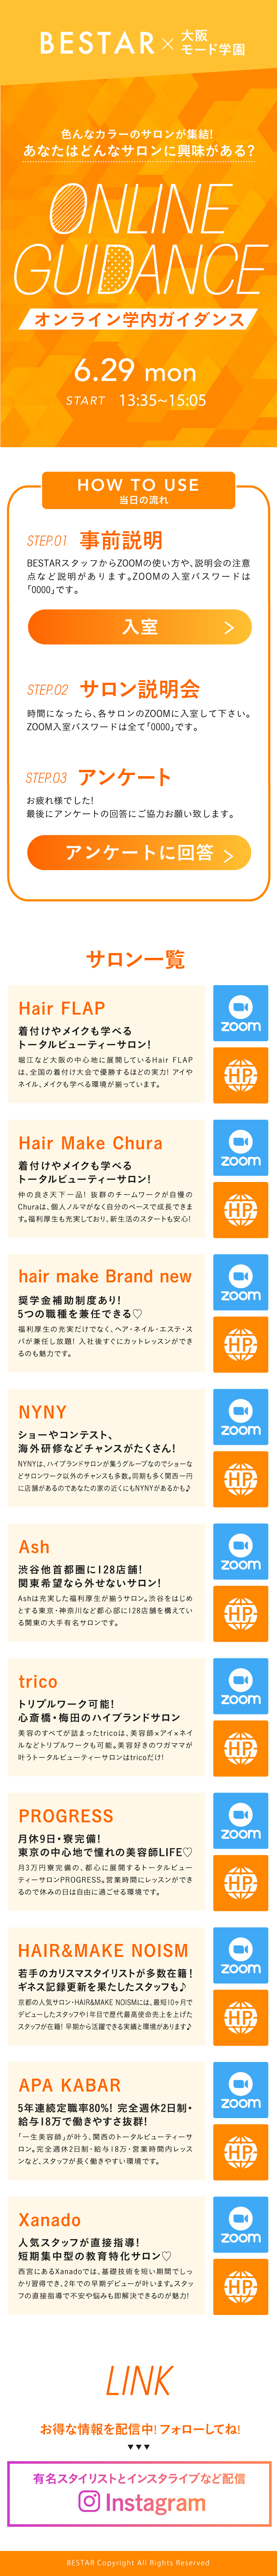 BESTAR × 大阪モード学園
色んなカラーのサロンが集結!
あなたはどんなサロンに興味がある?
ONLINE
GUIDANCE
オンライン学内ガイダンス
6.29 mon
START 13:35~15:05
HOW TO USE
当日の流れ
STEP.01 事前説明
BESTARスタッフからZOOMの使い方や、説明会の注意
点など説明があります。ZOOMの入室パスワードは
「0000」です。
入室
STEP.02 サロン説明会
時間になったら、各サロンのZOOMに入室して下さい。
ZOOM入室パスワードは全て「0000」です。
STEP.03 アンケート
お疲れ様でした!
最後にアンケートの回答にご協力お願い致します。
アンケートに回答
サロン一覧
Hair FLAP
着付けやメイクも学べる
トータルビューティーサロン!
堀江など大阪の中心地に展開しているHair FLAP
は、全国の着付け大会で優勝するほどの実力! アイや
ネイル、メイクも学べる環境が揃っています。
zoom
HP
Hair Make Chura
着付けやメイクも学べる
トータルビューティーサロン!
仲の良さ天下一品! 抜群のチームワークが自慢の
Churaは、個人ノルマがなく自分のペースで成長できま
す。福利厚生も充実しており、新生活のスタートも安心!
zoom
HP
hair make Brand new
奨学金補助制度あり!
5つの職種を兼任できる♡
福利厚生の充実だけでなく、ヘア・ネイル・エステ・ス
パが兼任し放題! 入社後すぐにカットレッスンができ
るのも魅力です。
zoom
HP
NYNY
ショーやコンテスト、
海外研修などチャンスがたくさん!
NYNYは、ハイブランドサロンが集うグループなのでショーな
どサロンワーク以外のチャンスも多数。同期も多く関西一円
に店舗があるのであなたの家の近くにもNYNYがあるかも♪
zoom
HP
Ash
渋谷他首都圏に128店舗!
関東希望なら外せないサロン!
Ashは充実した福利厚生が揃うサロン。渋谷をはじめ
とする東京・神奈川など都心部に128店舗を構えてい
る関東の大手有名サロンです。
zoom
HP
trico
トリプルワーク可能!
心斎橋・梅田のハイブランドサロン
美容のすべてが詰まったtricoは、美容師×アイ×ネイ
ルなどトリプルワークも可能。美容好きのワガママが
叶うトータルビューティーサロンはtricoだけ!
zoom
HP
PROGRESS
月休9日・寮完備!
東京の中心地で憧れの美容師LIFE♡
月3万円寮完備の、都心に展開するトータルビュー
ティーサロンPROGRESS。営業時間にレッスンができ
るので休みの日は自由に過ごせる環境です。
zoom
HP
HAIR&MAKE NOISM
若手のカリスマスタイリストが多数在籍!
ギネス記録更新を果たしたスタッフも♪
京都の人気サロン・HAIR&MAKE NOISMには、最短10ヶ月で
デビューしたスタッフや1年目で歴代最高使命売上を上げた
スタッフが在籍! 早期から活躍できる実績と環境があります♪
zoom
HP
APA KABAR
5年連続定職率80%! 完全週休2日制・
給与18万で働きやすさ抜群!
「一生美容師」が叶う、関西のトータルビューティーサ
ロン。完全週休2日制・給与18万・営業時間内レッス
ンなど、スタッフが長く働きやすい環境です。
zoom
HP
Xanado
人気スタッフが直接指導!
短期集中型の教育特化サロン♡
西宮にあるXanadoでは、基礎技術を短い期間でしっ
かり習得でき、2年での早期デビューが叶います。スタッ
フの直接指導で不安や悩みも即解決できるのが魅力!
zoom
HP
LINK
お得な情報を配信中! フォローしてね!
▼▼▼
有名スタイリストとインスタライブなど配信
Instagram
BESTAR Copyright All Rights Reserved